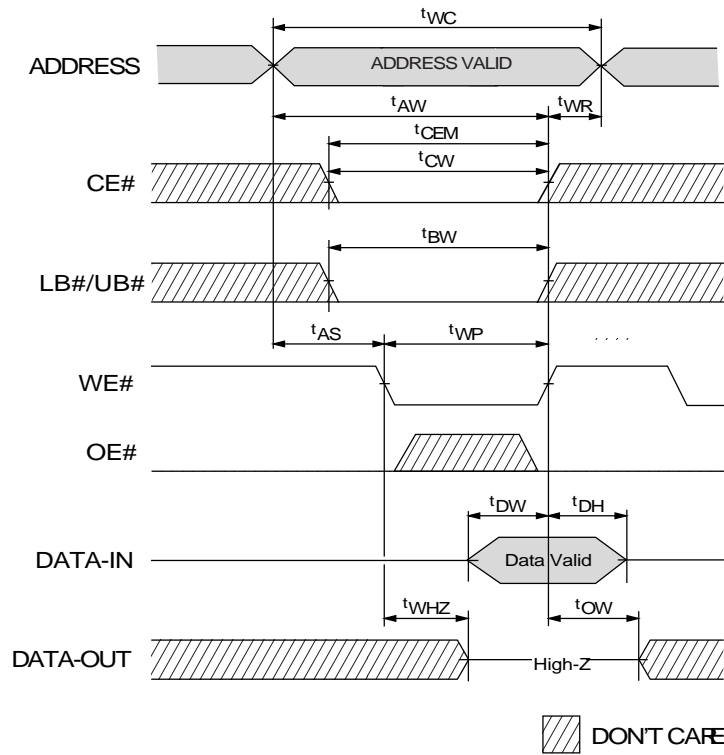 tWC
ADDRESS
ADDRESS VALID
tAW
tWR
tCEM
tCW
CE#
tBW
LB#/UB#
tAS
tWP
WE#
OE#
tDW
tDH
DATA-IN
Data Valid
tWHZ
tOW
DATA-OUT
High-Z
DON'T CARE